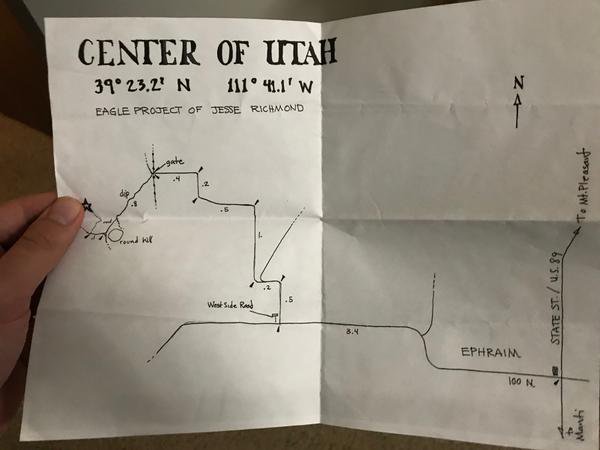 CENTER OF UTAH
39° 23.2' N 111° 41.1' W
EAGLE PROJECT OF JESSE RICHMOND
N
gate
.4
.2
dip
.8
.5
round hill
1.
.2
.5
West Side Road
3.4
EPHRAIM
100 N.
STATE ST. / U.S. 89
To Mt. Pleasant
to Manti